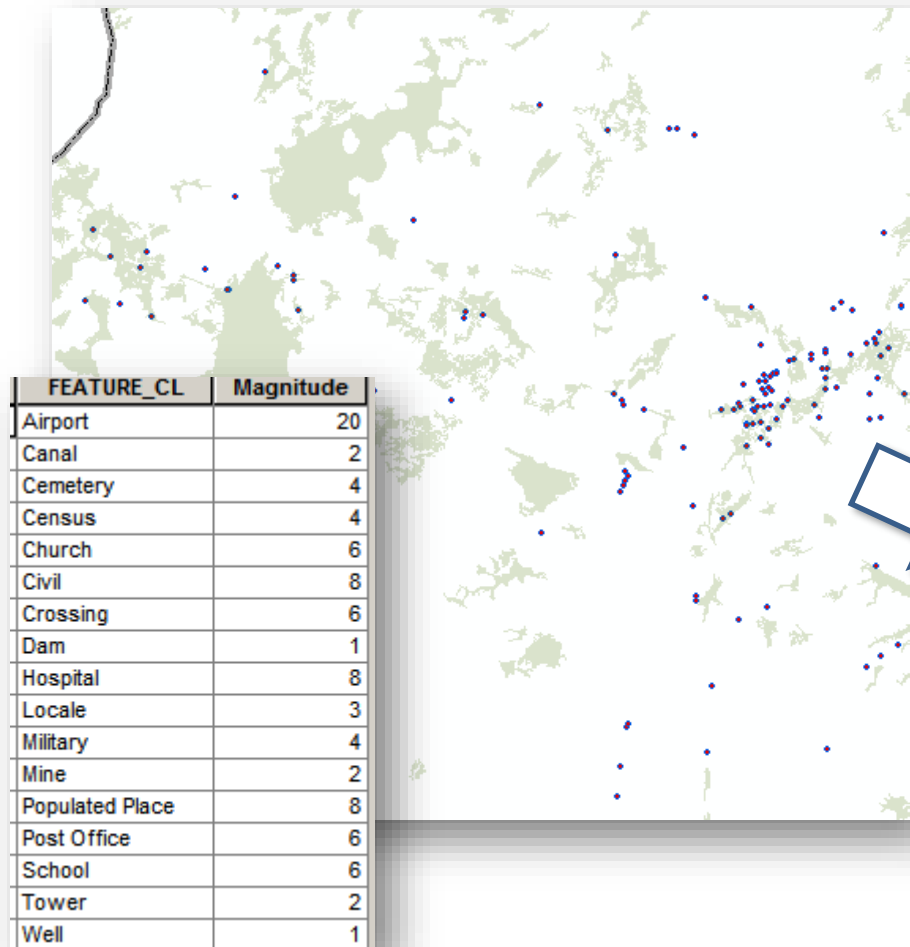 FEATURE_CL Magnitude
Airport 20
Canal 2
Cemetery 4
Census 4
Church 6
Civil 8
Crossing 6
Dam 1
Hospital 8
Locale 3
Military 4
Mine 2
Populated Place 8
Post Office 6
School 6
Tower 2
Well 1